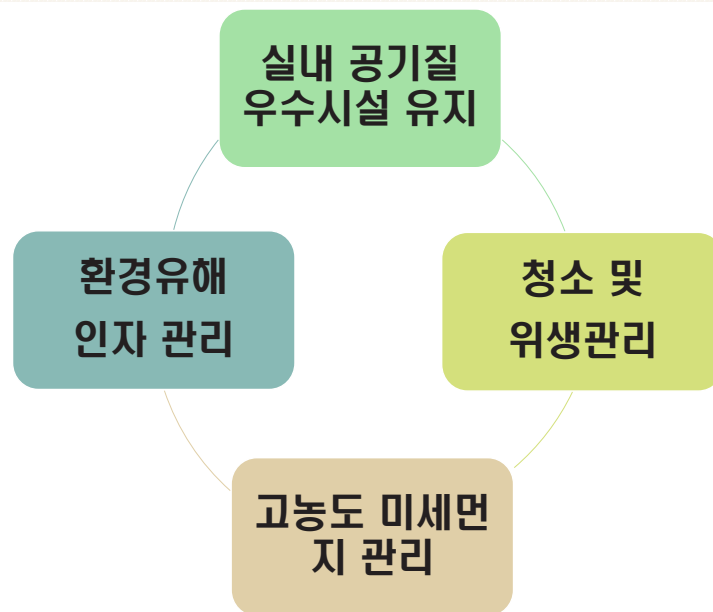 실내 공기질
우수시설 유지
환경유해
인자 관리
청소 및
위생관리
고농도 미세먼
지 관리